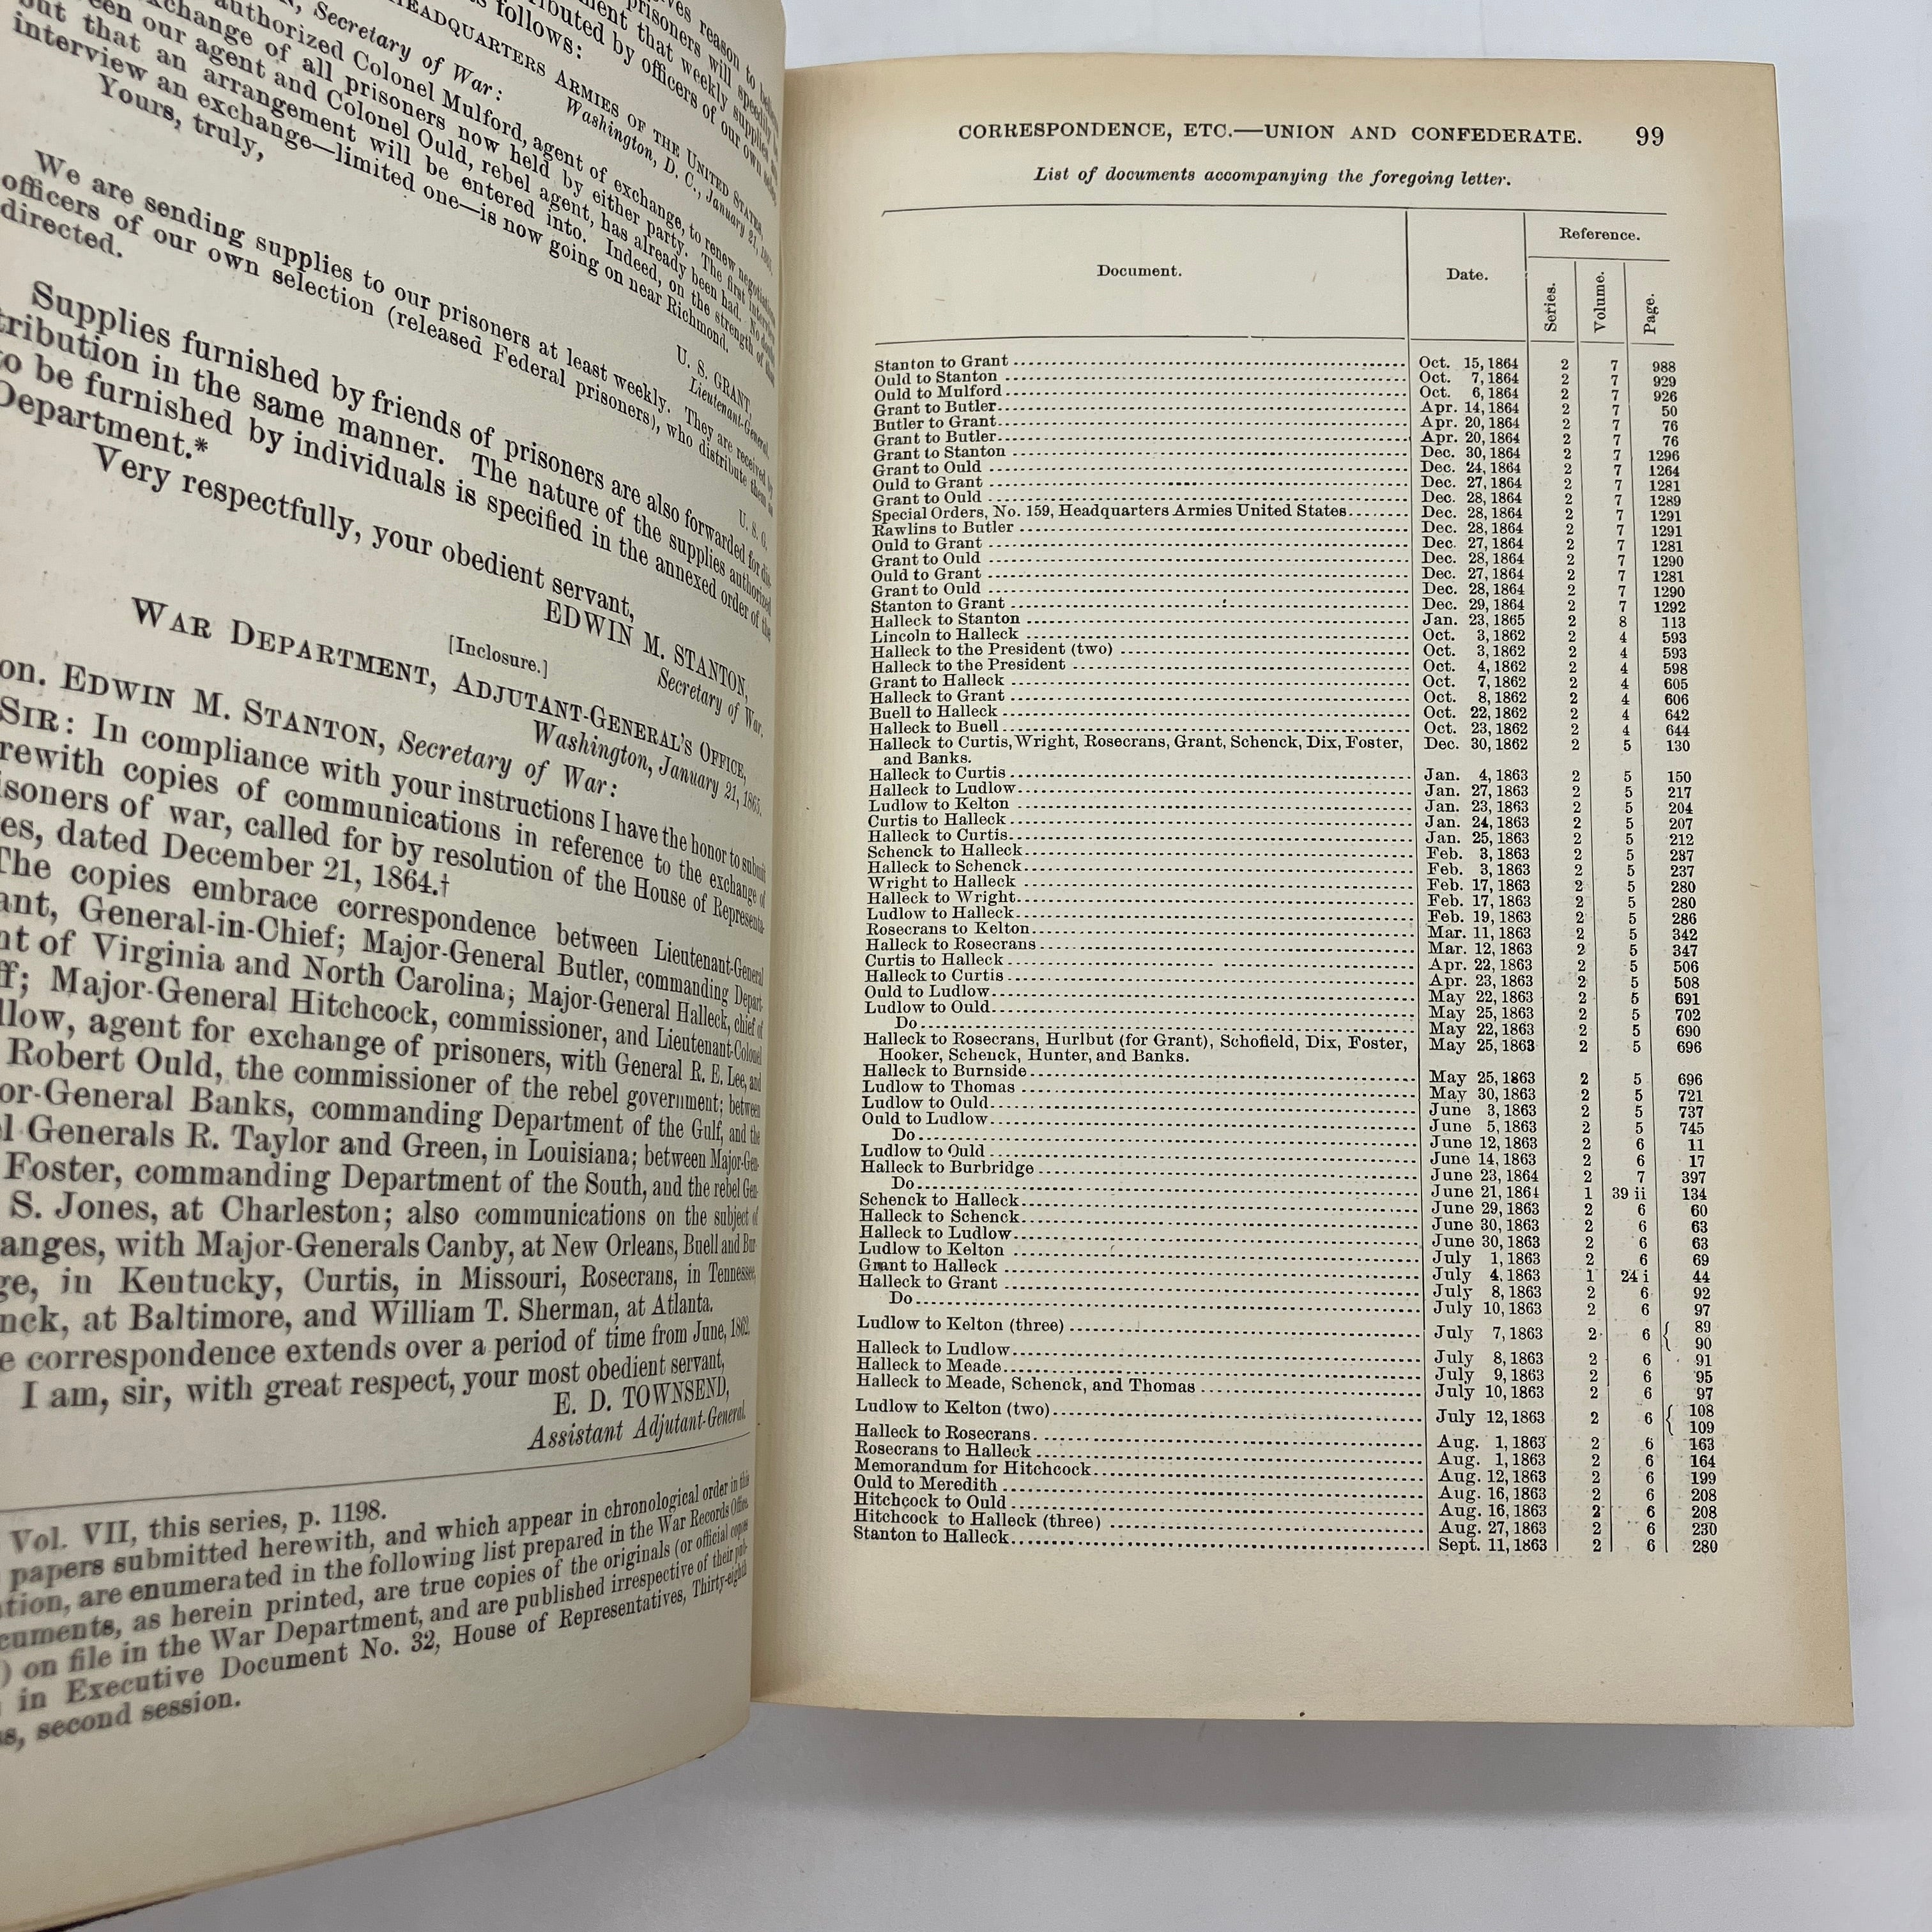 ves reason to believe
prisoners will speedily be
ment that weekly supplies
ributed by officers of our own
s follows:
HEADQUARTERS ARMIES OF THE UNITED STATES,
Washington, D. C., January 21, 1865.
Secretary of War:
authorized Colonel Mulford, agent of exchange, to renew negotiations
xchange of all prisoners now held by either party. The first interview
een our agent and Colonel Ould, rebel agent, has already been had. No doubt
but that an arrangement will be entered into. Indeed, on the strength of that
interview an exchange—limited one—is now going on near Richmond.
Yours, truly,
U. S. GRANT,
Lieutenant-General.
We are sending supplies to our prisoners at least weekly. They are received by
officers of our own selection (released Federal prisoners), who distribute them as
directed.
U. S. G.
Supplies furnished by friends of prisoners are also forwarded for dis-
tribution in the same manner. The nature of the supplies authorized
to be furnished by individuals is specified in the annexed order of the
Department.*
Very respectfully, your obedient servant,
EDWIN M. STANTON,
Secretary of War.
[Inclosure.]
WAR DEPARTMENT, ADJUTANT-GENERAL'S OFFICE,
Washington, January 21, 1865.
on. EDWIN M. STANTON, Secretary of War:
SIR: In compliance with your instructions I have the honor to submit
rewith copies of communications in reference to the exchange of
isoners of war, called for by resolution of the House of Representa-
es, dated December 21, 1864.†
The copies embrace correspondence between Lieutenant-General
ant, General-in-Chief; Major-General Butler, commanding Depart-
nt of Virginia and North Carolina; Major-General Halleck, chief of
ff; Major-General Hitchcock, commissioner, and Lieutenant-Colonel
llow, agent for exchange of prisoners, with General R. E. Lee, and
Robert Ould, the commissioner of the rebel government; between
or-General Banks, commanding Department of the Gulf, and the
el Generals R. Taylor and Green, in Louisiana; between Major-Gen-
Foster, commanding Department of the South, and the rebel Gen-
S. Jones, at Charleston; also communications on the subject of
anges, with Major-Generals Canby, at New Orleans, Buell and Bur-
ge, in Kentucky, Curtis, in Missouri, Rosecrans, in Tennessee,
nck, at Baltimore, and William T. Sherman, at Atlanta.
e correspondence extends over a period of time from June, 1862.
I am, sir, with great respect, your most obedient servant,
E. D. TOWNSEND,
Assistant Adjutant-General.
Vol. VII, this series, p. 1198.
papers submitted herewith, and which appear in chronological order in this
ation, are enumerated in the following list prepared in the War Records Office.
cuments, as herein printed, are true copies of the originals (or official copies
) on file in the War Department, and are published irrespective of their pub-
in Executive Document No. 32, House of Representatives, Thirty-eighth
ss, second session.
CORRESPONDENCE, ETC.—UNION AND CONFEDERATE. 99
List of documents accompanying the foregoing letter.
Document. Date. Reference.
Series. Volume. Page.
Stanton to Grant Oct. 15, 1864 2 7 988
Ould to Stanton Oct. 7, 1864 2 7 929
Ould to Mulford Oct. 6, 1864 2 7 926
Grant to Butler Apr. 14, 1864 2 7 50
Butler to Grant Apr. 20, 1864 2 7 76
Grant to Butler Apr. 20, 1864 2 7 76
Grant to Stanton Dec. 30, 1864 2 7 1296
Grant to Ould Dec. 24, 1864 2 7 1264
Ould to Grant Dec. 27, 1864 2 7 1281
Grant to Ould Dec. 28, 1864 2 7 1289
Special Orders, No. 159, Headquarters Armies United States Dec. 28, 1864 2 7 1291
Rawlins to Butler Dec. 28, 1864 2 7 1291
Ould to Grant Dec. 27, 1864 2 7 1281
Grant to Ould Dec. 28, 1864 2 7 1290
Ould to Grant Dec. 27, 1864 2 7 1281
Grant to Ould Dec. 28, 1864 2 7 1290
Stanton to Grant Dec. 29, 1864 2 7 1292
Halleck to Stanton Jan. 23, 1865 2 8 113
Lincoln to Halleck Oct. 3, 1862 2 4 593
Halleck to the President (two) Oct. 3, 1862 2 4 593
Halleck to the President Oct. 4, 1862 2 4 598
Grant to Halleck Oct. 7, 1862 2 4 605
Halleck to Grant Oct. 8, 1862 2 4 606
Buell to Halleck Oct. 22, 1862 2 4 642
Halleck to Buell Oct. 23, 1862 2 4 644
Halleck to Curtis, Wright, Rosecrans, Grant, Schenck, Dix, Foster, Dec. 30, 1862 2 5 130
and Banks.
Halleck to Curtis Jan. 4, 1863 2 5 150
Halleck to Ludlow Jan. 27, 1863 2 5 217
Ludlow to Kelton Jan. 23, 1863 2 5 204
Curtis to Halleck Jan. 24, 1863 2 5 207
Halleck to Curtis Jan. 25, 1863 2 5 212
Schenck to Halleck Feb. 3, 1863 2 5 237
Halleck to Schenck Feb. 3, 1863 2 5 237
Wright to Halleck Feb. 17, 1863 2 5 280
Halleck to Wright Feb. 17, 1863 2 5 280
Ludlow to Halleck Feb. 19, 1863 2 5 286
Rosecrans to Kelton Mar. 11, 1863 2 5 342
Halleck to Rosecrans Mar. 12, 1863 2 5 347
Curtis to Halleck Apr. 22, 1863 2 5 506
Halleck to Curtis Apr. 23, 1863 2 5 508
Ould to Ludlow May 22, 1863 2 5 691
Ludlow to Ould May 25, 1863 2 5 702
Do May 22, 1863 2 5 690
Halleck to Rosecrans, Hurlbut (for Grant), Schofield, Dix, Foster, May 25, 1863 2 5 696
Hooker, Schenck, Hunter, and Banks.
Halleck to Burnside May 25, 1863 2 5 696
Ludlow to Thomas May 30, 1863 2 5 721
Ludlow to Ould June 3, 1863 2 5 737
Ould to Ludlow June 5, 1863 2 5 745
Do June 12, 1863 2 6 11
Ludlow to Ould June 14, 1863 2 6 17
Halleck to Burbridge June 23, 1864 2 7 397
Do June 21, 1864 1 39 ii 134
Schenck to Halleck June 29, 1863 2 6 60
Halleck to Schenck June 30, 1863 2 6 63
Halleck to Ludlow June 30, 1863 2 6 63
Ludlow to Kelton July 1, 1863 2 6 69
Grant to Halleck July 4, 1863 1 24 i 44
Halleck to Grant July 8, 1863 2 6 92
Do July 10, 1863 2 6 97
Ludlow to Kelton (three) July 7, 1863 2 6 { 89
90
Halleck to Ludlow July 8, 1863 2 6 91
Halleck to Meade July 9, 1863 2 6 95
Halleck to Meade, Schenck, and Thomas July 10, 1863 2 6 97
Ludlow to Kelton (two) July 12, 1863 2 6 { 108
109
Halleck to Rosecrans Aug. 1, 1863 2 6 163
Rosecrans to Halleck Aug. 1, 1863 2 6 164
Memorandum for Hitchcock Aug. 12, 1863 2 6 199
Ould to Meredith Aug. 16, 1863 2 6 208
Hitchcock to Ould Aug. 16, 1863 2 6 208
Hitchcock to Halleck (three) Aug. 27, 1863 2 6 230
Stanton to Halleck Sept. 11, 1863 2 6 280